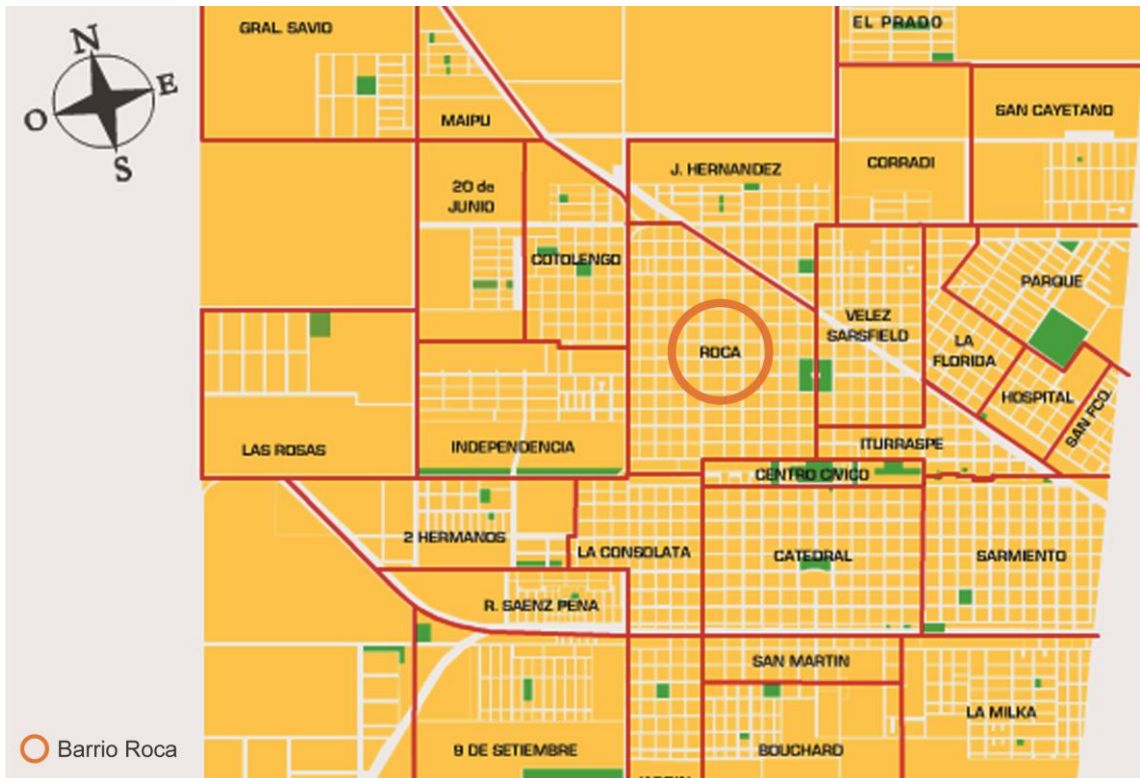 N
E
O
S
GRAL. SAVIO
EL PRADO
MAIPU
SAN CAYETANO
CORRADI
J. HERNANDEZ
20 de
JUNIO
COTOLENGO
PARQUE
VELEZ
SARSFIELD
LA
FLORIDA
ROCA
HOSPITAL
SAN FCO.
LAS ROSAS
INDEPENDENCIA
ITURRASPE
CENTRO CIVICO
2 HERMANOS
LA CONSOLATA
CATEDRAL
SARMIENTO
R. SAENZ PENA
SAN MARTIN
LA MILKA
9 DE SETIEMBRE
BOUCHARD
Barrio Roca